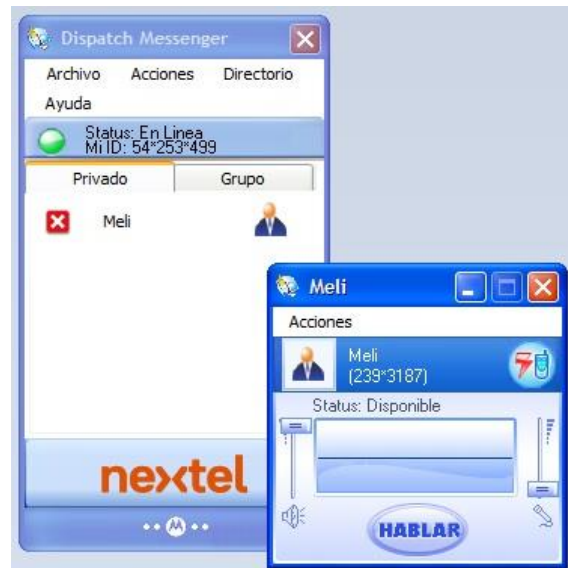 Dispatch Messenger
Archivo Acciones Directorio
Ayuda
Status: En Linea
Mi ID: 54*253*499
Privado Grupo
Meli
Meli
Acciones
Meli
(239*3187)
Status: Disponible
HABLAR
nextel